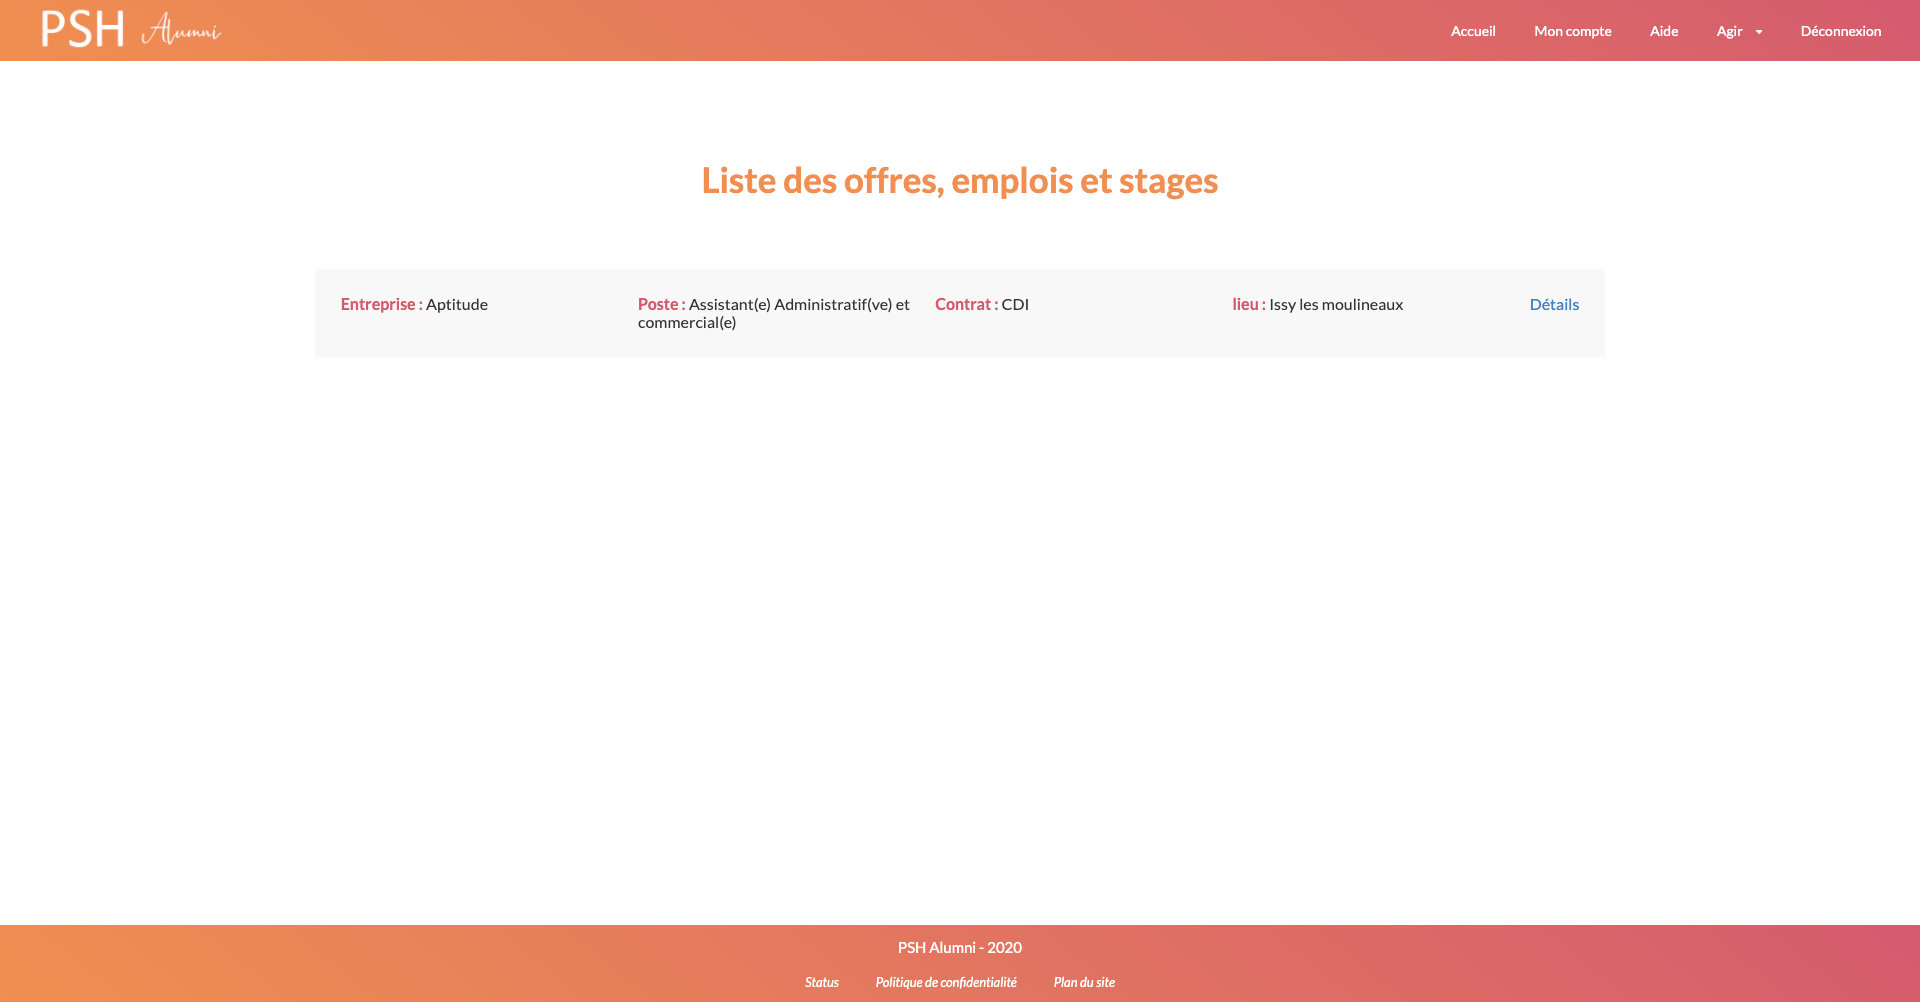 PSH Alumni
Accueil Mon compte Aide Agir Déconnexion
Liste des offres, emplois et stages
Entreprise : Aptitude
Poste : Assistant(e) Administratif(ve) et
commercial(e)
Contrat : CDI
lieu : Issy les moulineaux
Détails
PSH Alumni - 2020
Status Politique de confidentialité Plan du site